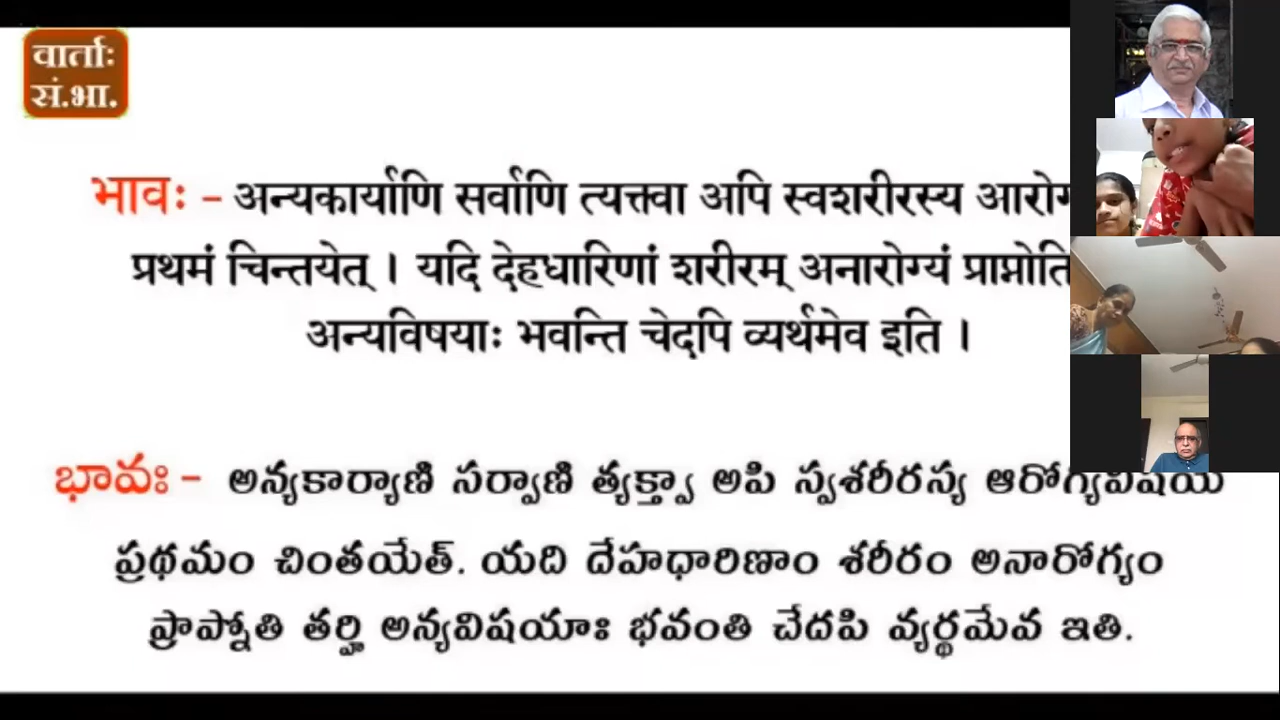 वार्ताः
सं.भा.
भावः - अन्यकार्याणि सर्वाणि त्यक्त्वा अपि स्वशरीरस्य
प्रथमं चिन्तयेत् । यदि देहधारिणां शरीरम् अनारोग्यं प्राप्नोति
अन्यविषयाः भवन्ति चेदपि व्यर्थमेव इति ।
భావః - అన్యకార్యాణి సర్వాణి త్యక్త్వా అపి స్వశరీరస్య ఆరోగ్యవిషయే
ప్రథమం చింతయేత్. యది దేహధారిణాం శరీరం అనారోగ్యం
ప్రాప్నోతి తర్హి అన్యవిషయాః భవంతి చేదపి వ్యర్థమేవ ఇతి.